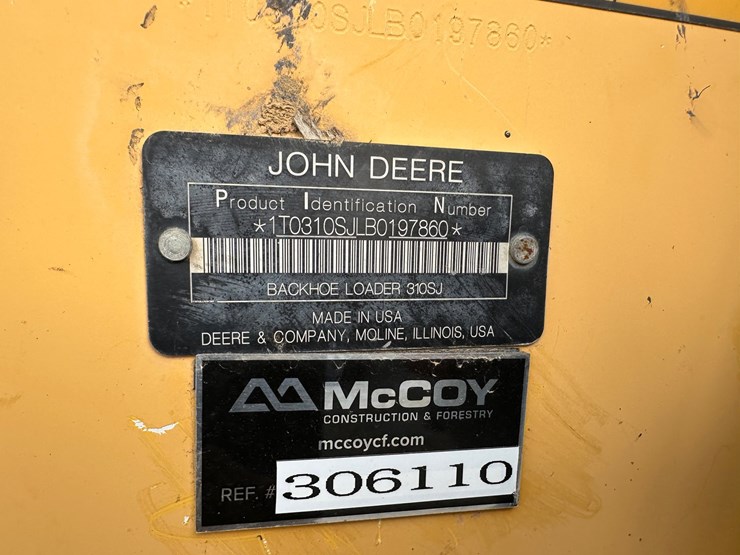 *1T0310SJLB0197860*
JOHN DEERE
Product Identification Number
*1T0310SJLB0197860*
BACKHOE LOADER 310SJ
MADE IN USA
DEERE & COMPANY, MOLINE, ILLINOIS, USA
McCOY
CONSTRUCTION & FORESTRY
mccoycf.com
REF. # 306110